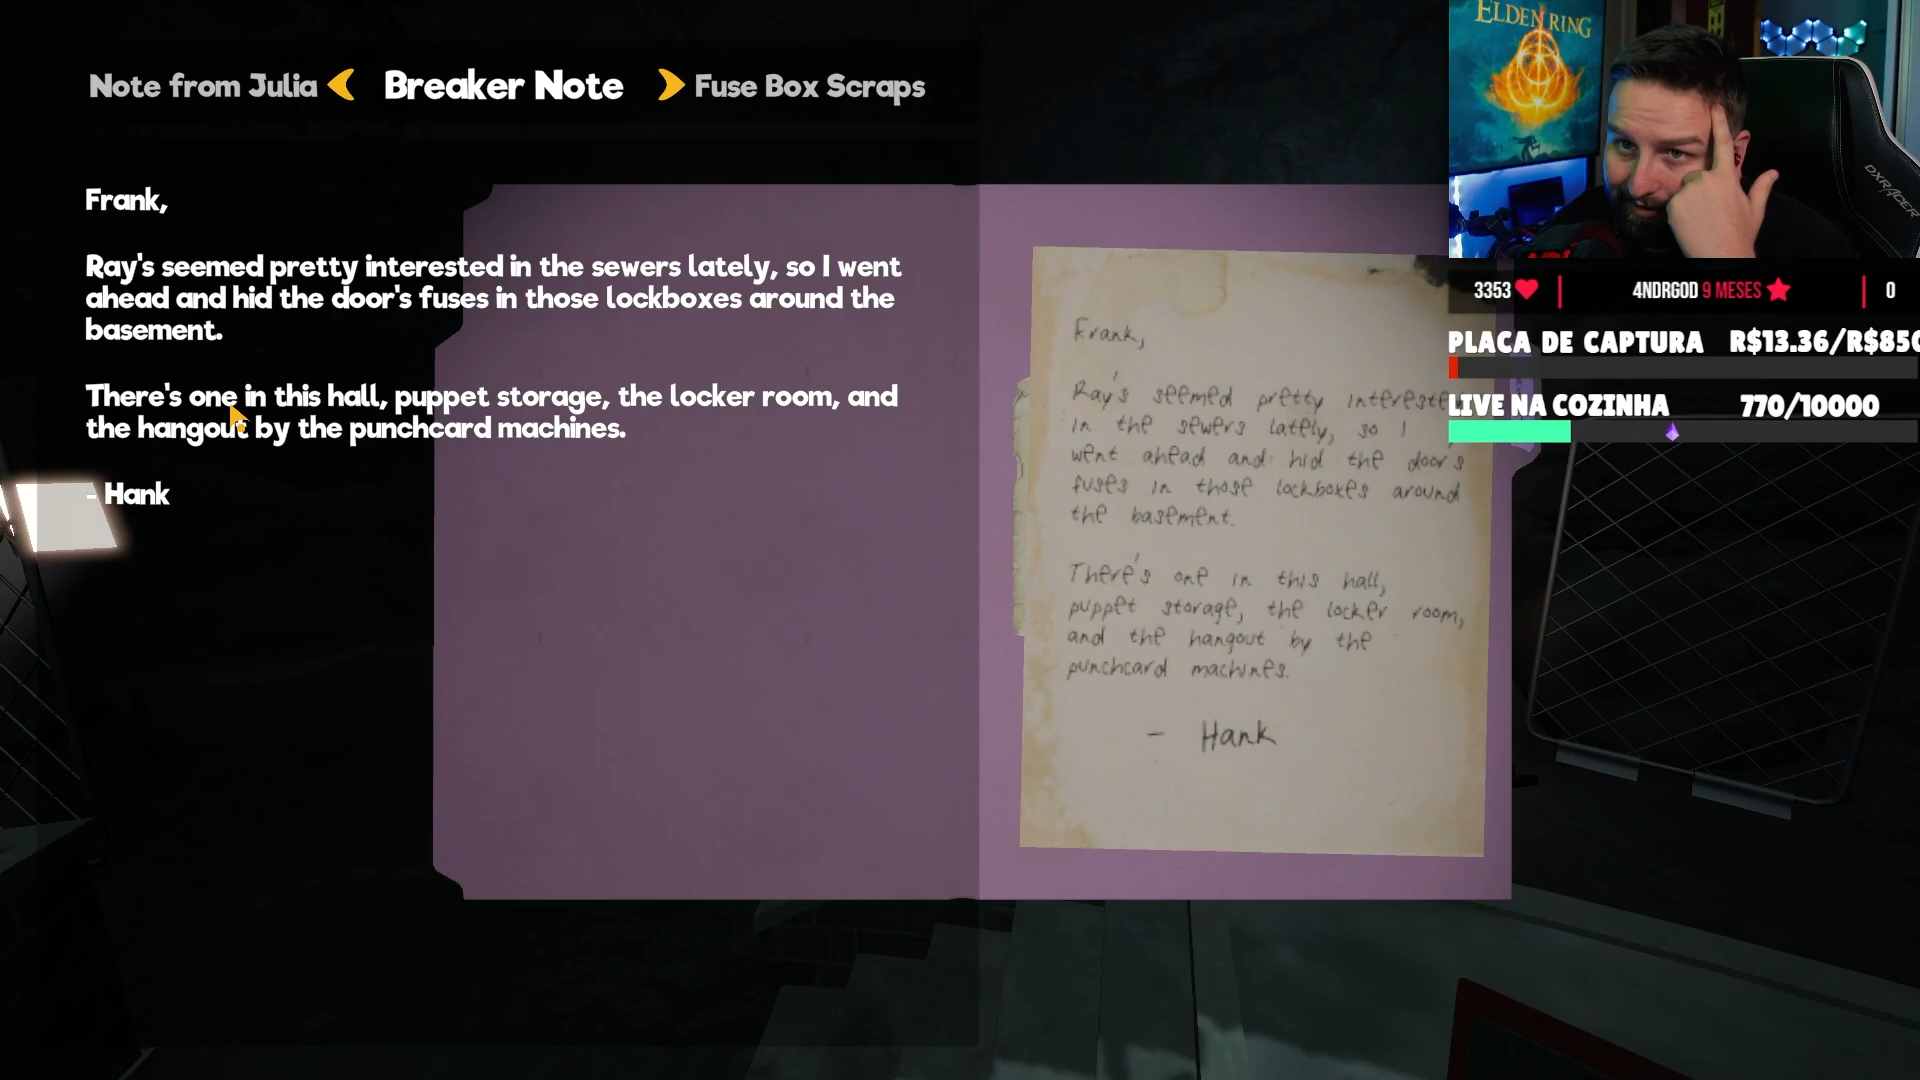 Note from Julia Breaker Note Fuse Box Scraps
Frank,
Ray's seemed pretty interested in the sewers lately, so I went
ahead and hid the door's fuses in those lockboxes around the
basement.
There's one in this hall, puppet storage, the locker room, and
the hangout by the punchcard machines.
- Hank
Frank,
Ray's seemed pretty intereste
in the sewers lately, so I
went ahead and hid the door's
fuses in those lockboxes around
the basement.
There's one in this hall,
puppet storage, the locker room,
and the hangout by the
punchcard machines.
- Hank
ELDEN RING
DXRACER
3353 4NDRGOD 9 MESES 0
PLACA DE CAPTURA R$13.36/R$850
LIVE NA COZINHA 770/10000